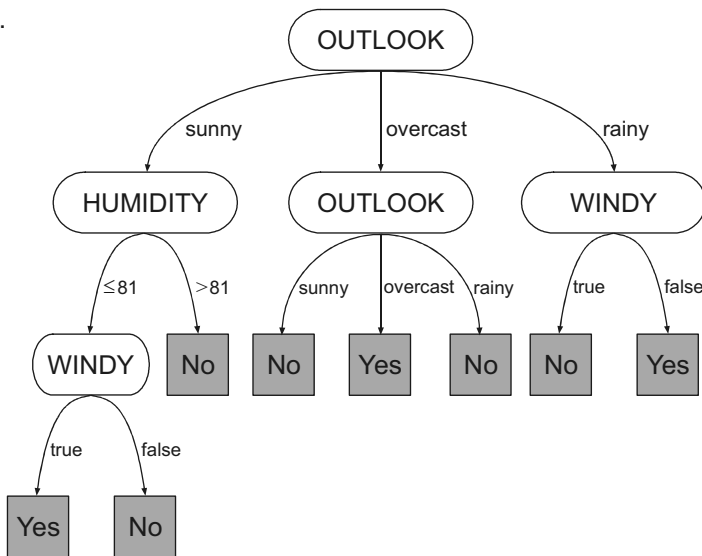 .
OUTLOOK
sunny
overcast
rainy
HUMIDITY
OUTLOOK
WINDY
≤81
>81
sunny
overcast
rainy
true
false
WINDY
No
No
Yes
No
No
Yes
true
false
Yes
No